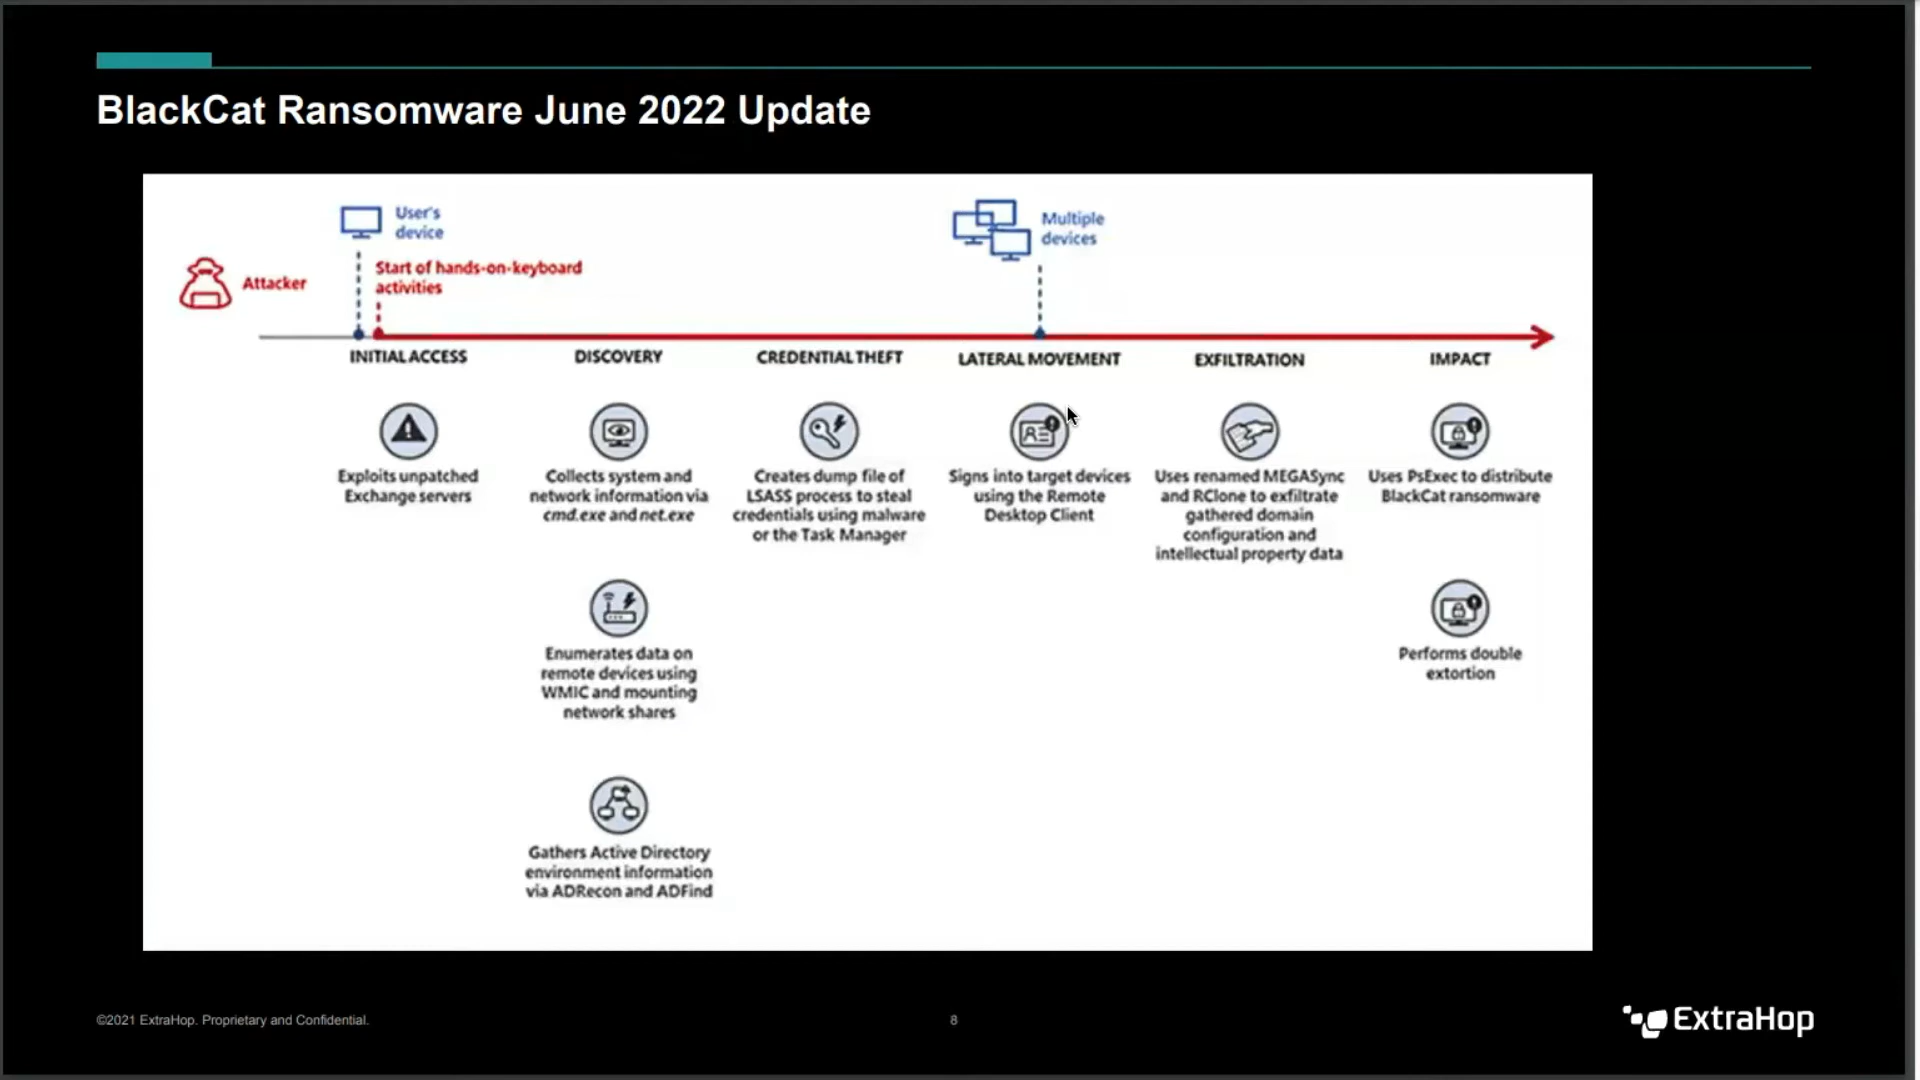 BlackCat Ransomware June 2022 Update
User's
device
Multiple
devices
Attacker
Start of hands-on-keyboard
activities
INITIAL ACCESS
DISCOVERY
CREDENTIAL THEFT
LATERAL MOVEMENT
EXFILTRATION
IMPACT
Exploits unpatched
Exchange servers
Collects system and
network information via
cmd.exe and net.exe
Enumerates data on
remote devices using
WMIC and mounting
network shares
Gathers Active Directory
environment information
via ADRecon and ADFind
Creates dump file of
LSASS process to steal
credentials using malware
or the Task Manager
Signs into target devices
using the Remote
Desktop Client
Uses renamed MEGASync
and RClone to exfiltrate
gathered domain
configuration and
intellectual property data
Uses PsExec to distribute
BlackCat ransomware
Performs double
extortion
©2021 ExtraHop. Proprietary and Confidential.
8
ExtraHop